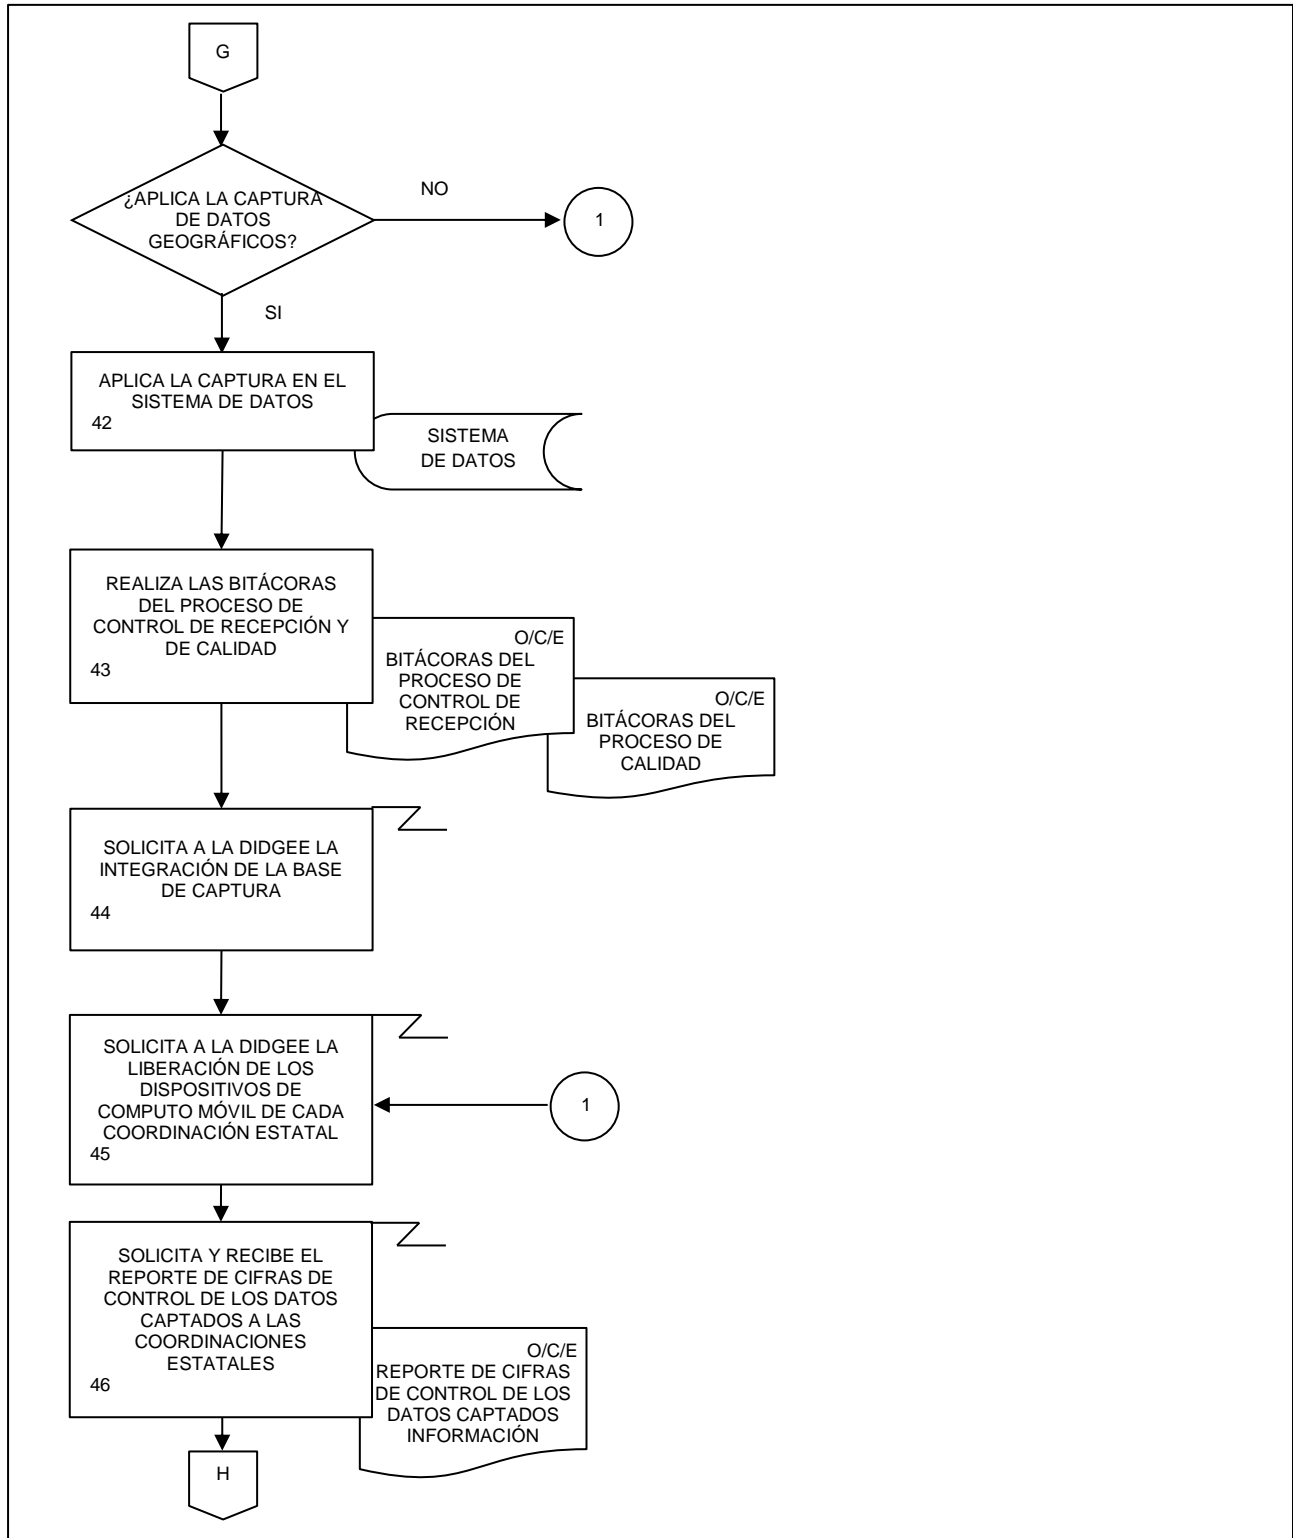 G
¿APLICA LA CAPTURA
DE DATOS
GEOGRÁFICOS?
NO
1
SI
APLICA LA CAPTURA EN EL
SISTEMA DE DATOS
42
SISTEMA
DE DATOS
REALIZA LAS BITÁCORAS
DEL PROCESO DE
CONTROL DE RECEPCIÓN Y
DE CALIDAD
43
O/C/E
BITÁCORAS DEL
PROCESO DE
CONTROL DE
RECEPCIÓN
O/C/E
BITÁCORAS DEL
PROCESO DE
CALIDAD
SOLICITA A LA DIDGEE LA
INTEGRACIÓN DE LA BASE
DE CAPTURA
44
SOLICITA A LA DIDGEE LA
LIBERACIÓN DE LOS
DISPOSITIVOS DE
COMPUTO MÓVIL DE CADA
COORDINACIÓN ESTATAL
45
1
SOLICITA Y RECIBE EL
REPORTE DE CIFRAS DE
CONTROL DE LOS DATOS
CAPTADOS A LAS
COORDINACIONES
ESTATALES
46
O/C/E
REPORTE DE CIFRAS
DE CONTROL DE LOS
DATOS CAPTADOS
INFORMACIÓN
H